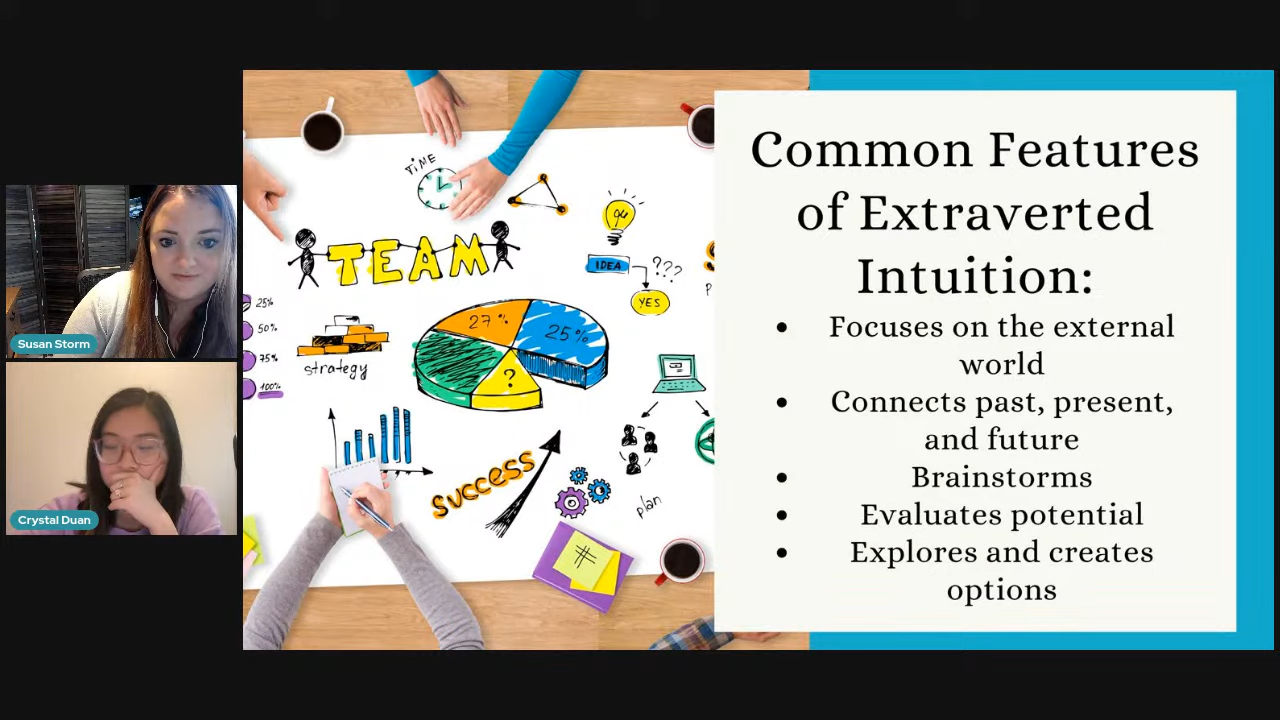 Susan Storm
Crystal Duan
TIME
TEAM
IDEA
???
YES
25%
50%
75%
100%
27%
25%
?
strategy
success
plan
#
Common Features
of Extraverted
Intuition:
• Focuses on the external
world
• Connects past, present,
and future
• Brainstorms
• Evaluates potential
• Explores and creates
options